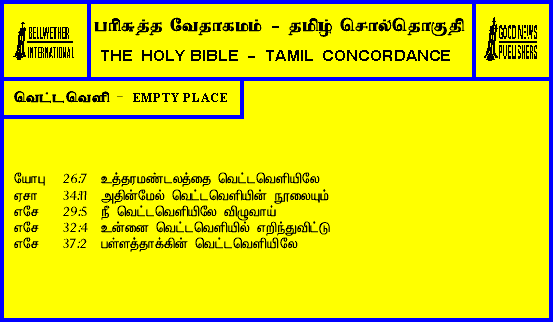 BELLWETHER
INTERNATIONAL
பரிசுத்த வேதாகமம் - தமிழ் சொல்தொகுதி
THE HOLY BIBLE - TAMIL CONCORDANCE
GOOD NEWS
PUBLISHERS
வெட்டவெளி - EMPTY PLACE
யோபு 26:7 உத்தரமண்டலத்தை வெட்டவெளியிலே
ஏசா 34:11 அதின்மேல் வெட்டவெளியின் நூலையும்
எசே 29:5 நீ வெட்டவெளியிலே விழுவாய்
எசே 32:4 உன்னை வெட்டவெளியில் எறிந்துவிட்டு
எசே 37:2 பள்ளத்தாக்கின் வெட்டவெளியிலே